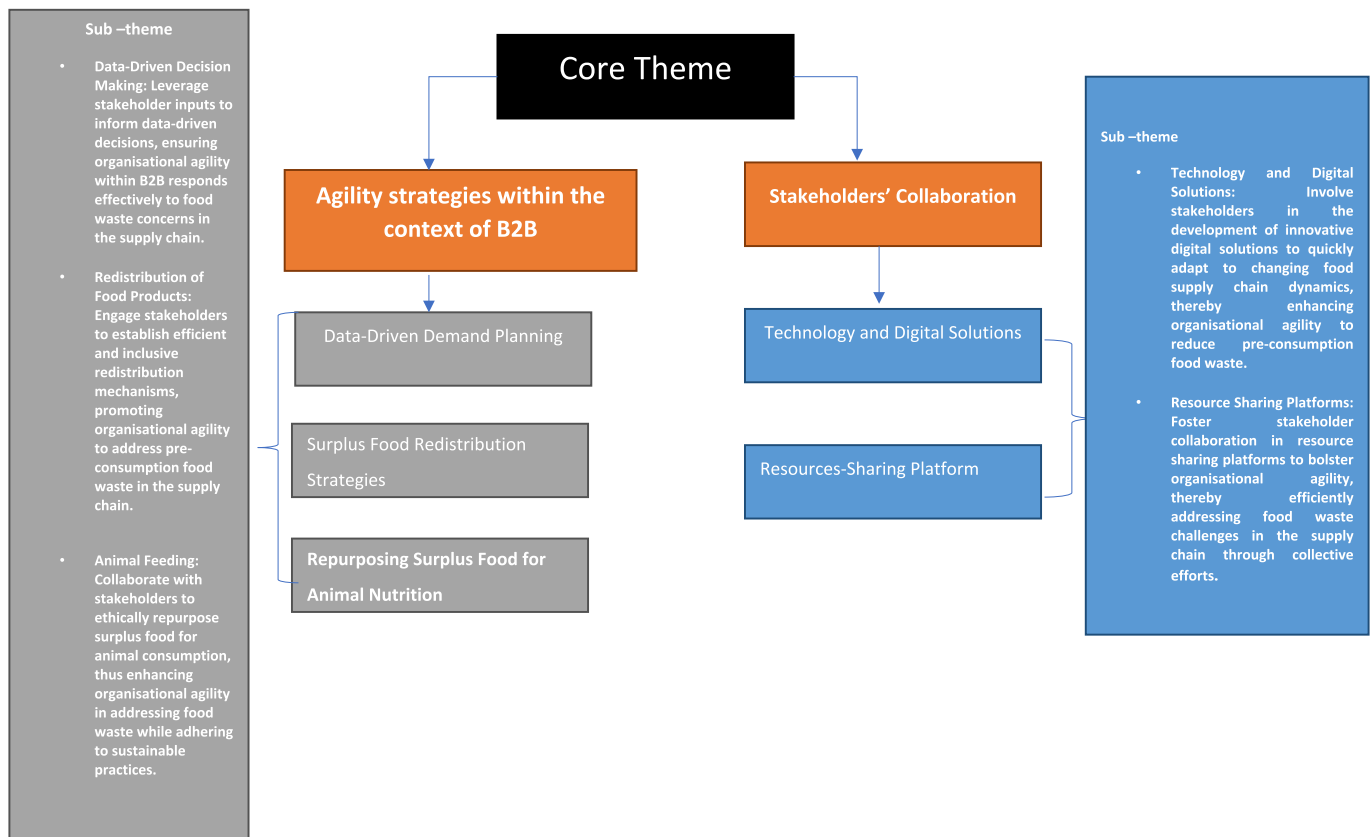 Sub –theme
• Data-Driven Decision
Making: Leverage
stakeholder inputs to
inform data-driven
decisions, ensuring
organisational agility
within B2B responds
effectively to food
waste concerns in
the supply chain.
• Redistribution of
Food Products:
Engage stakeholders
to establish efficient
and inclusive
redistribution
mechanisms,
promoting
organisational agility
to address pre-
consumption food
waste in the supply
chain.
• Animal Feeding:
Collaborate with
stakeholders to
ethically repurpose
surplus food for
animal consumption,
thus enhancing
organisational agility
in addressing food
waste while adhering
to sustainable
practices.
Core Theme
Agility strategies within the
context of B2B
Data-Driven Demand Planning
Surplus Food Redistribution
Strategies
Repurposing Surplus Food for
Animal Nutrition
Stakeholders’ Collaboration
Technology and Digital Solutions
Resources-Sharing Platform
Sub –theme
• Technology and Digital
Solutions: Involve
stakeholders in the
development of innovative
digital solutions to quickly
adapt to changing food
supply chain dynamics,
thereby enhancing
organisational agility to
reduce pre-consumption
food waste.
• Resource Sharing Platforms:
Foster stakeholder
collaboration in resource
sharing platforms to bolster
organisational agility,
thereby efficiently
addressing food waste
challenges in the supply
chain through collective
efforts.